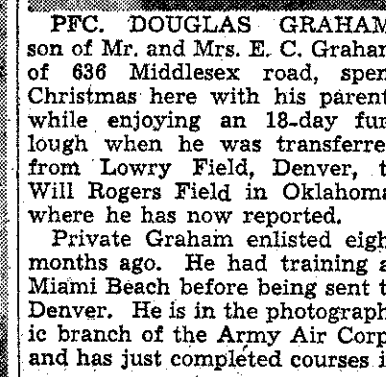 PFC. DOUGLAS GRAHAM
son of Mr. and Mrs. E. C. Graham
of 636 Middlesex road, spen
Christmas here with his parent
while enjoying an 18-day fur
lough when he was transferre
from Lowry Field, Denver, t
Will Rogers Field in Oklahoma
where he has now reported.
Private Graham enlisted eigh
months ago. He had training a
Miami Beach before being sent t
Denver. He is in the photograph
ic branch of the Army Air Corp
and has just completed courses i